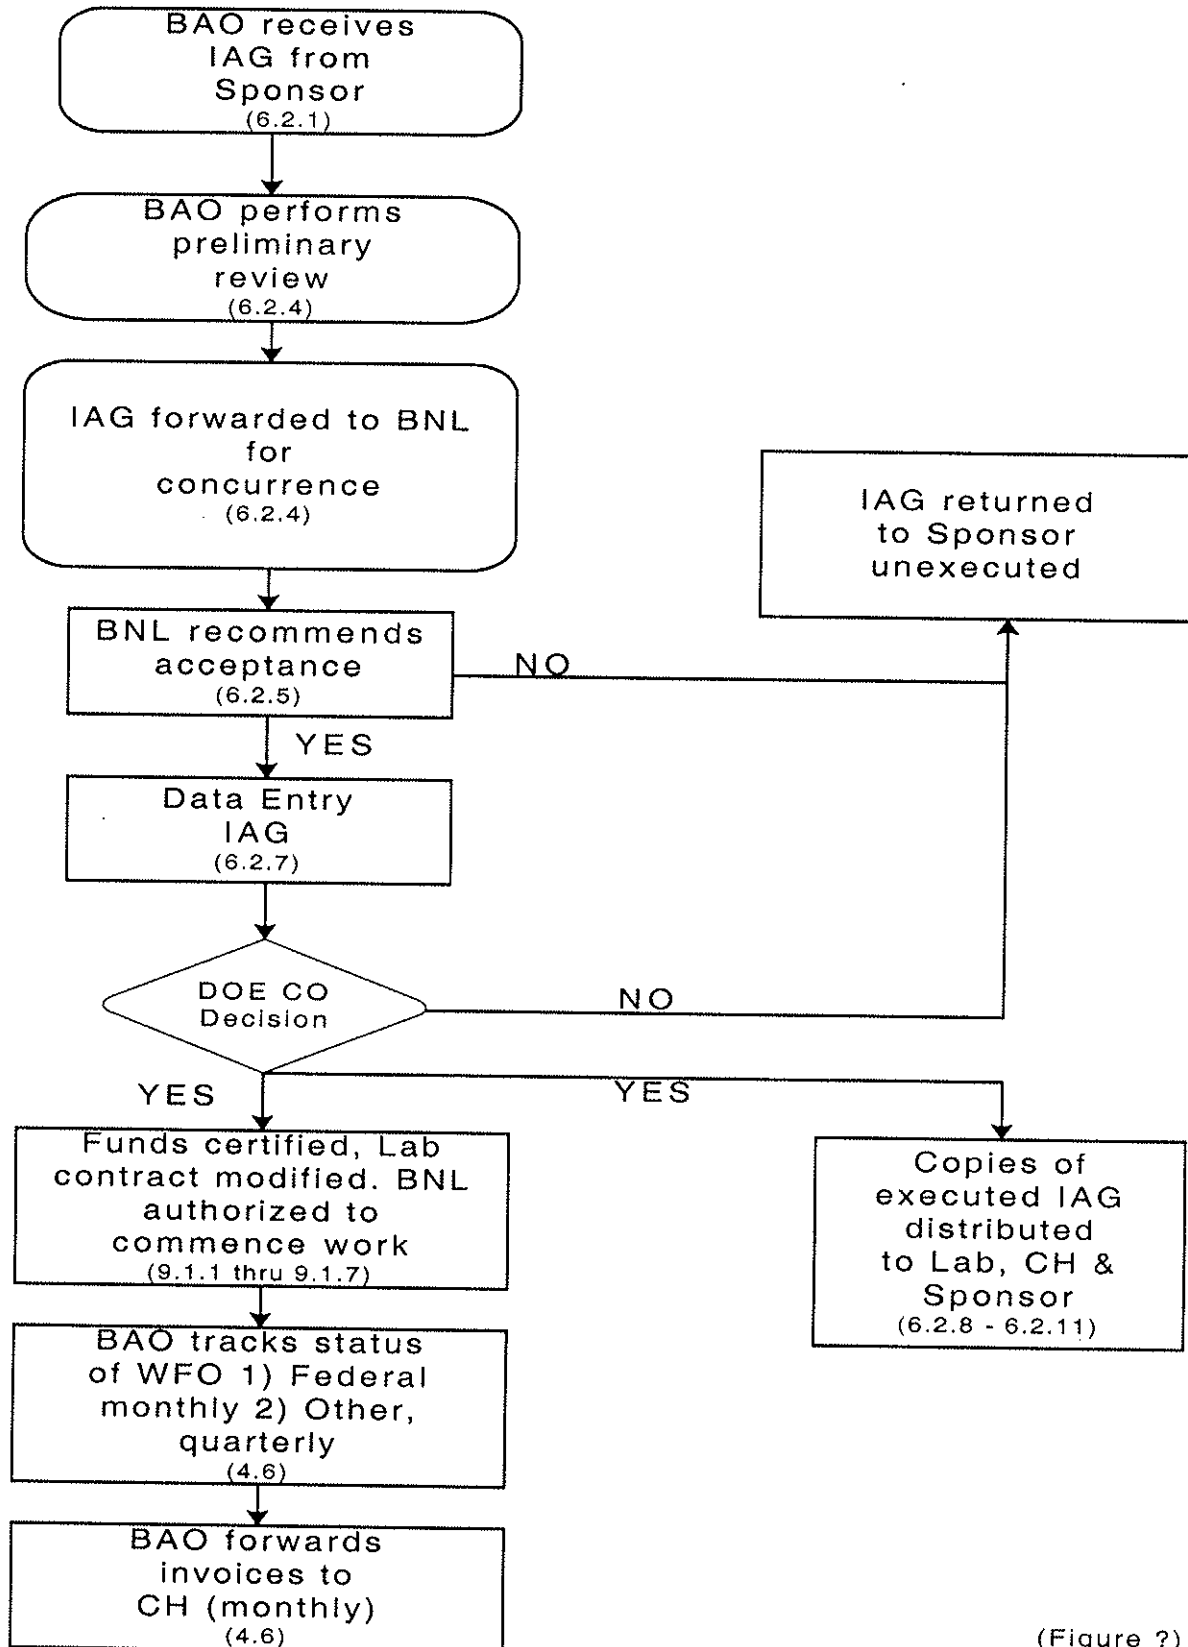 BAO receives
IAG from
Sponsor
(6.2.1)
BAO performs
preliminary
review
(6.2.4)
IAG forwarded to BNL
for
concurrence
(6.2.4)
IAG returned
to Sponsor
unexecuted
BNL recommends
acceptance
(6.2.5)
NO
YES
Data Entry
IAG
(6.2.7)
DOE CO
Decision
NO
YES
YES
Funds certified, Lab
contract modified. BNL
authorized to
commence work
(9.1.1 thru 9.1.7)
Copies of
executed IAG
distributed
to Lab, CH &
Sponsor
(6.2.8 - 6.2.11)
BAO tracks status
of WFO 1) Federal
monthly 2) Other,
quarterly
(4.6)
BAO forwards
invoices to
CH (monthly)
(4.6)
(Figure ?)